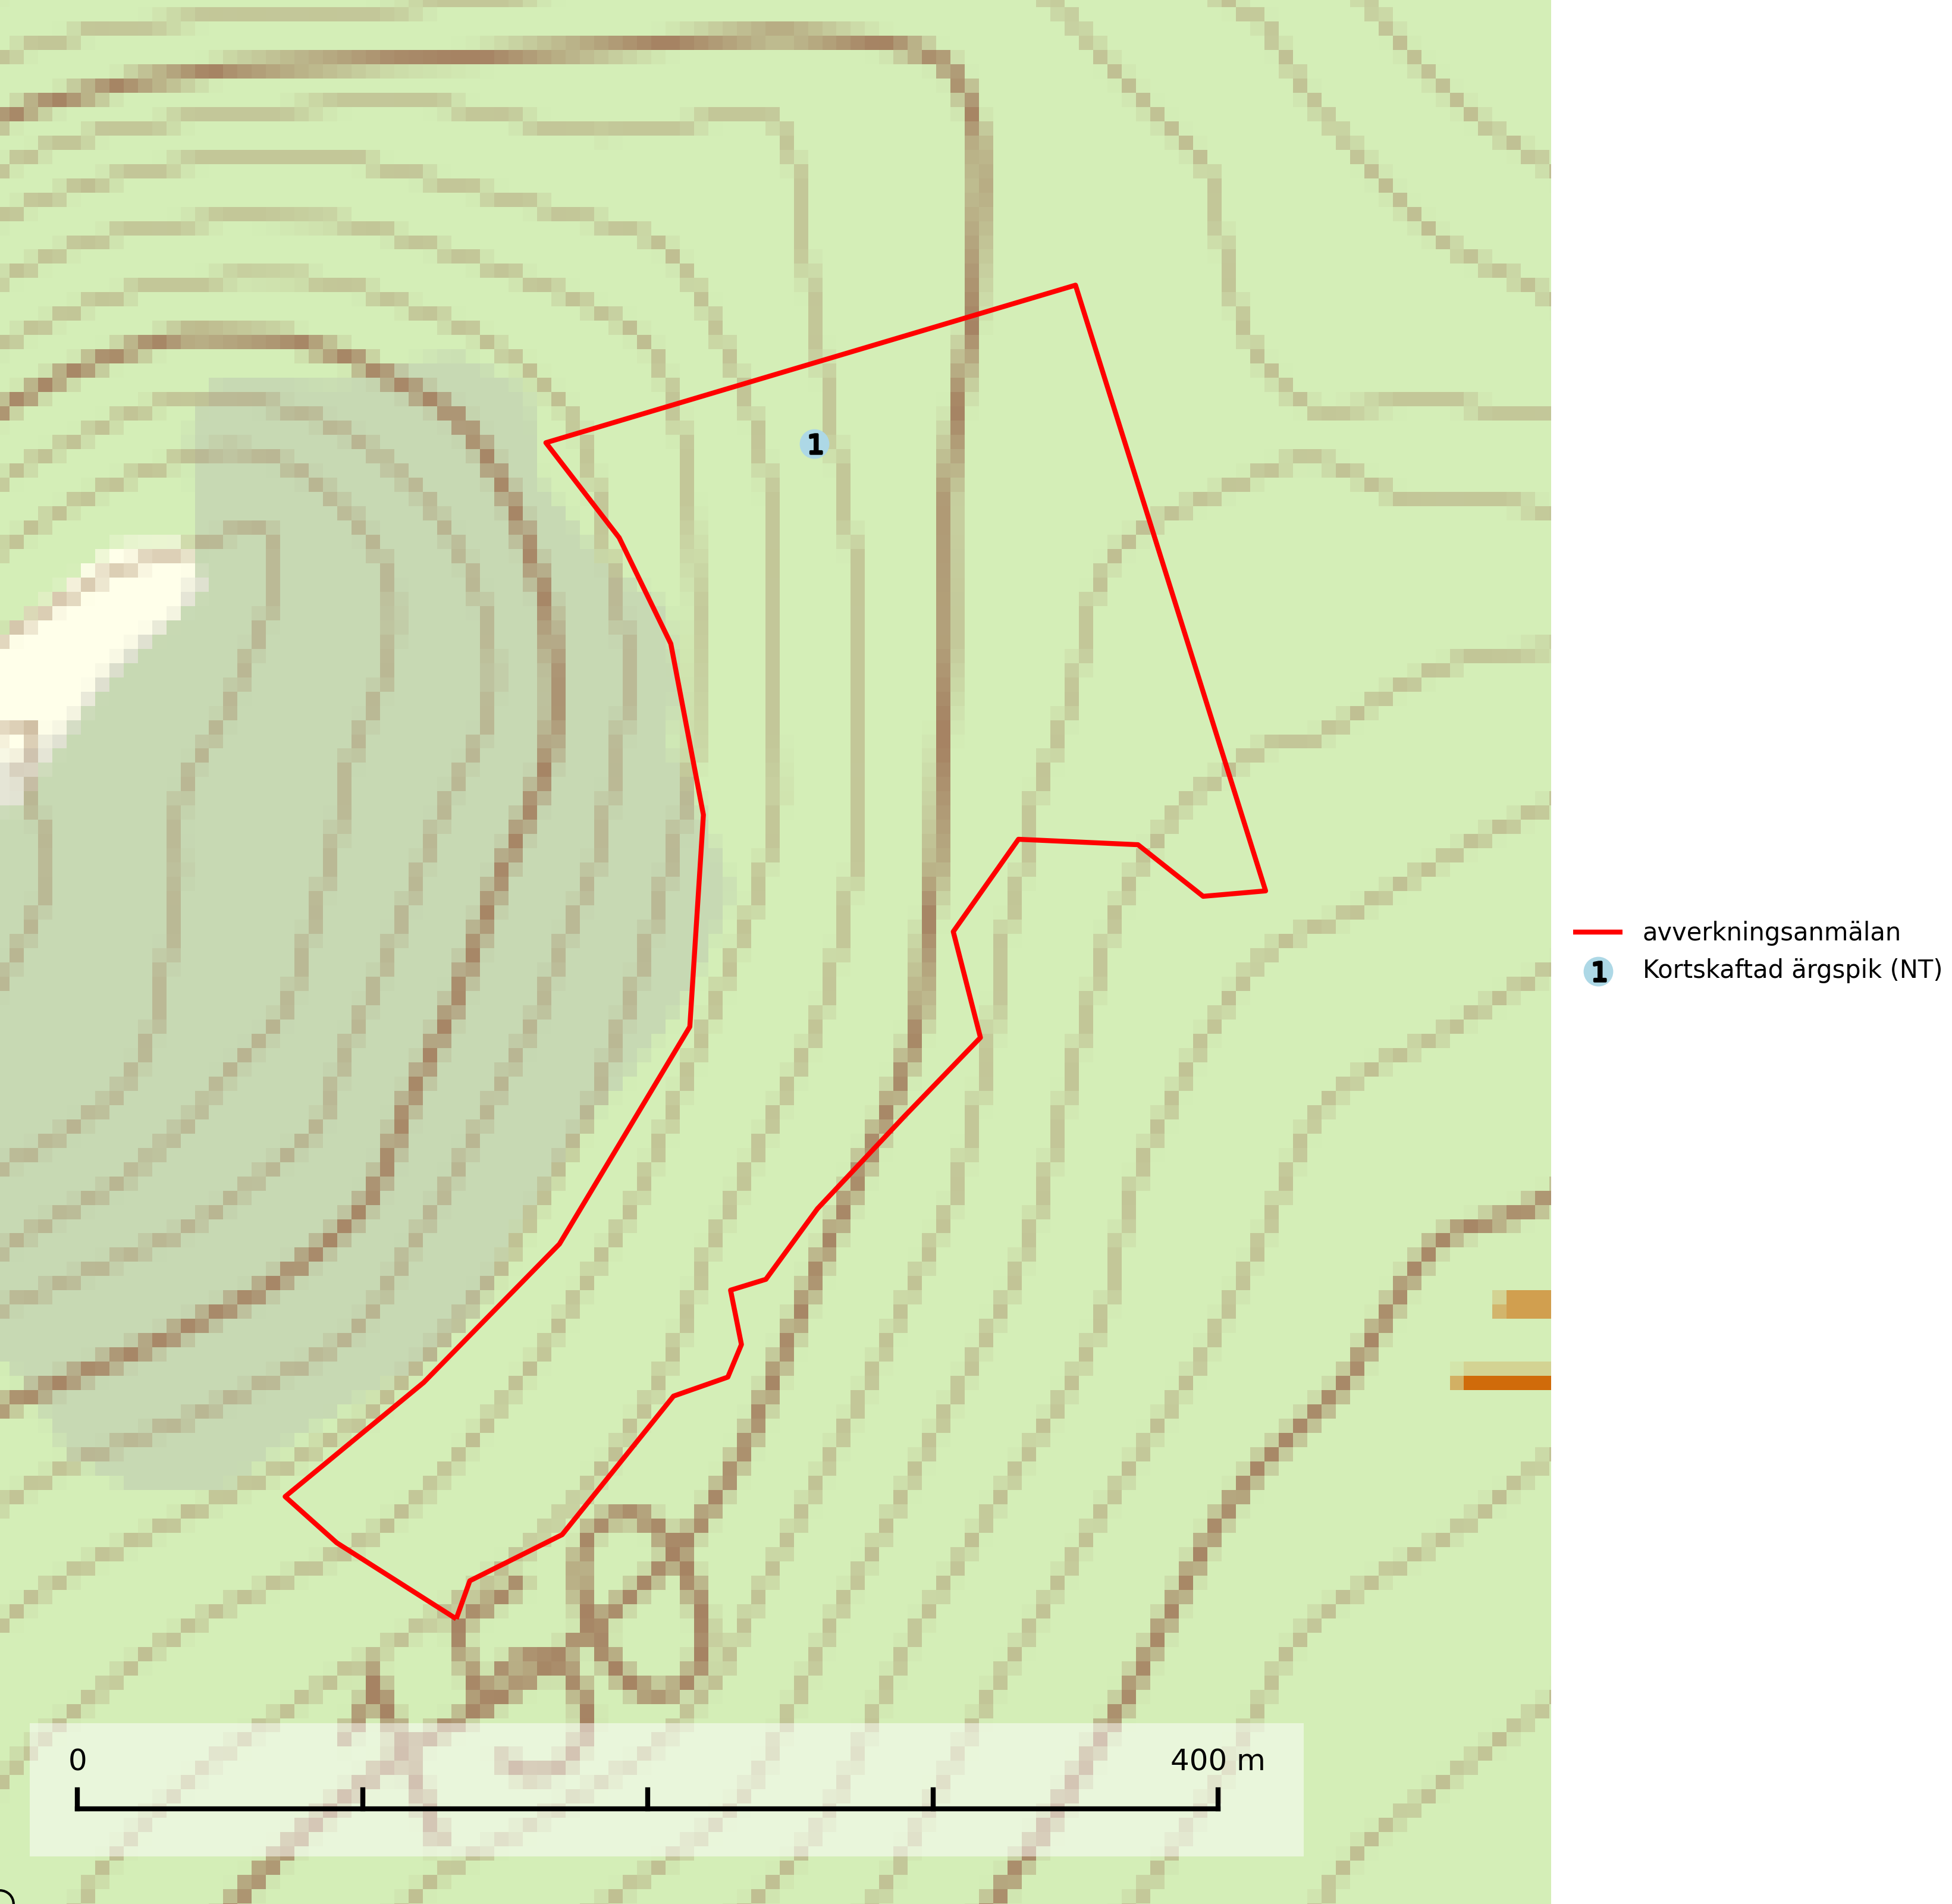 1
avverkningsanmälan
1 Kortskaftad ärgspik (NT)
0 400 m